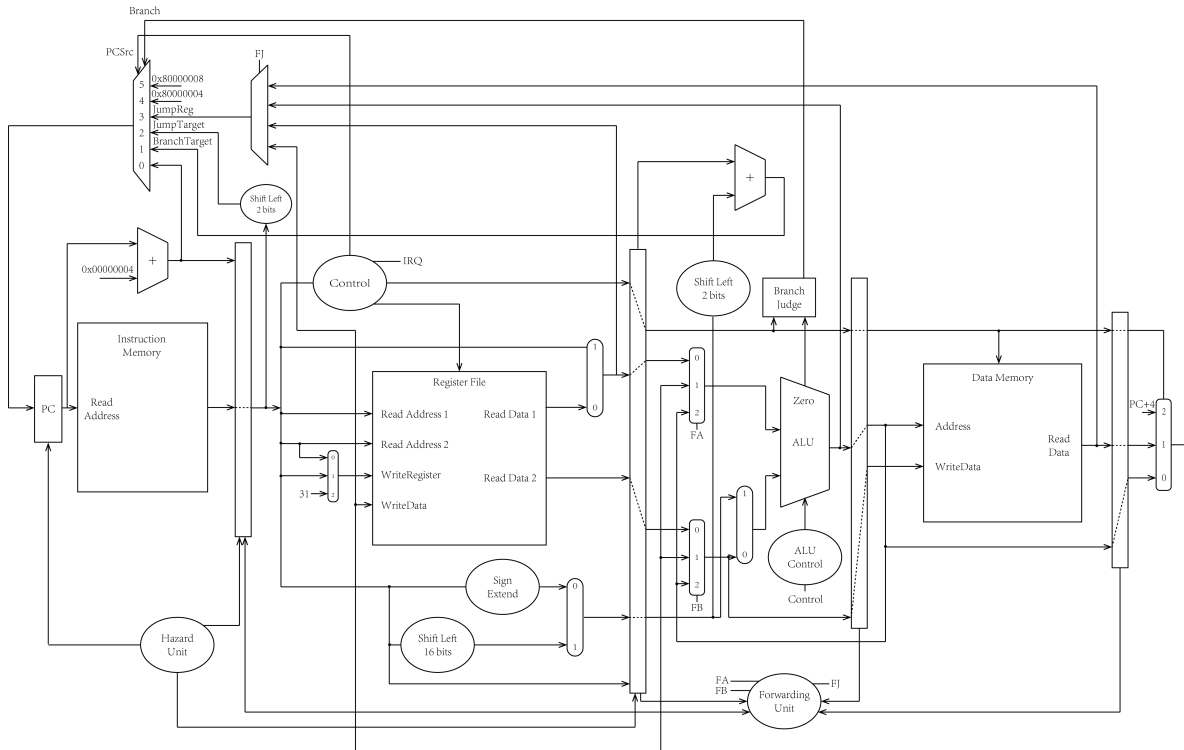 Branch
PCSrc
FJ
5
0x80000008
4
0x80000004
3
JumpReg
2
JumpTarget
1
BranchTarget
0
Shift Left
2 bits
+
0x00000004
+
IRQ
Control
Shift Left
2 bits
Branch
Judge
Instruction
Memory
Read
Address
PC
Register File
Read Address 1
Read Data 1
Read Address 2
WriteRegister
Read Data 2
WriteData
0
1
2
31
1
0
0
1
2
FA
0
1
2
FB
1
0
Zero
ALU
ALU
Control
Control
Data Memory
Address
Read
Data
WriteData
PC+4
2
1
0
Sign
Extend
0
1
Shift Left
16 bits
Hazard
Unit
FA
FB
FJ
Forwarding
Unit